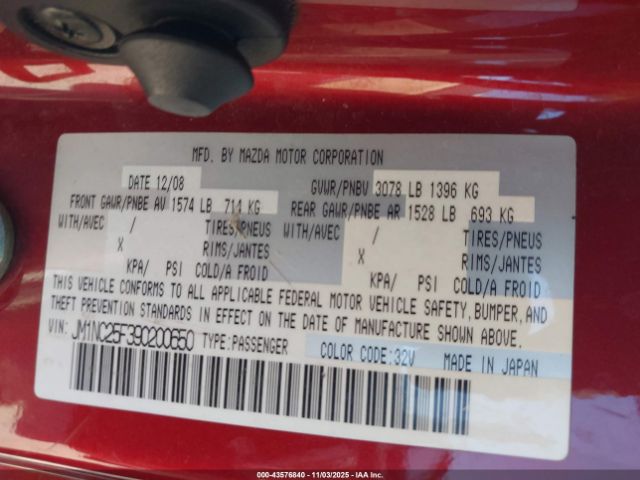 MFD. BY MAZDA MOTOR CORPORATION
DATE 12/08 GVWR/PNBV 3078 LB 1396 KG
FRONT GAWR/PNBE AV 1574 LB 714 KG REAR GAWR/PNBE AR 1528 LB 693 KG
WITH/AVEC / TIRES/PNEUS WITH/AVEC / TIRES/PNEUS
X RIMS/JANTES X RIMS/JANTES
KPA/ PSI COLD/A FROID KPA/ PSI COLD/A FROID
THIS VEHICLE CONFORMS TO ALL APPLICABLE FEDERAL MOTOR VEHICLE SAFETY, BUMPER, AND
THEFT PREVENTION STANDARDS IN EFFECT ON THE DATE OF MANUFACTURE SHOWN ABOVE.
VIN: JM1NC25F390200650 TYPE: PASSENGER COLOR CODE: 32V MADE IN JAPAN
000-43576840 - 11/03/2025 - IAA Inc.